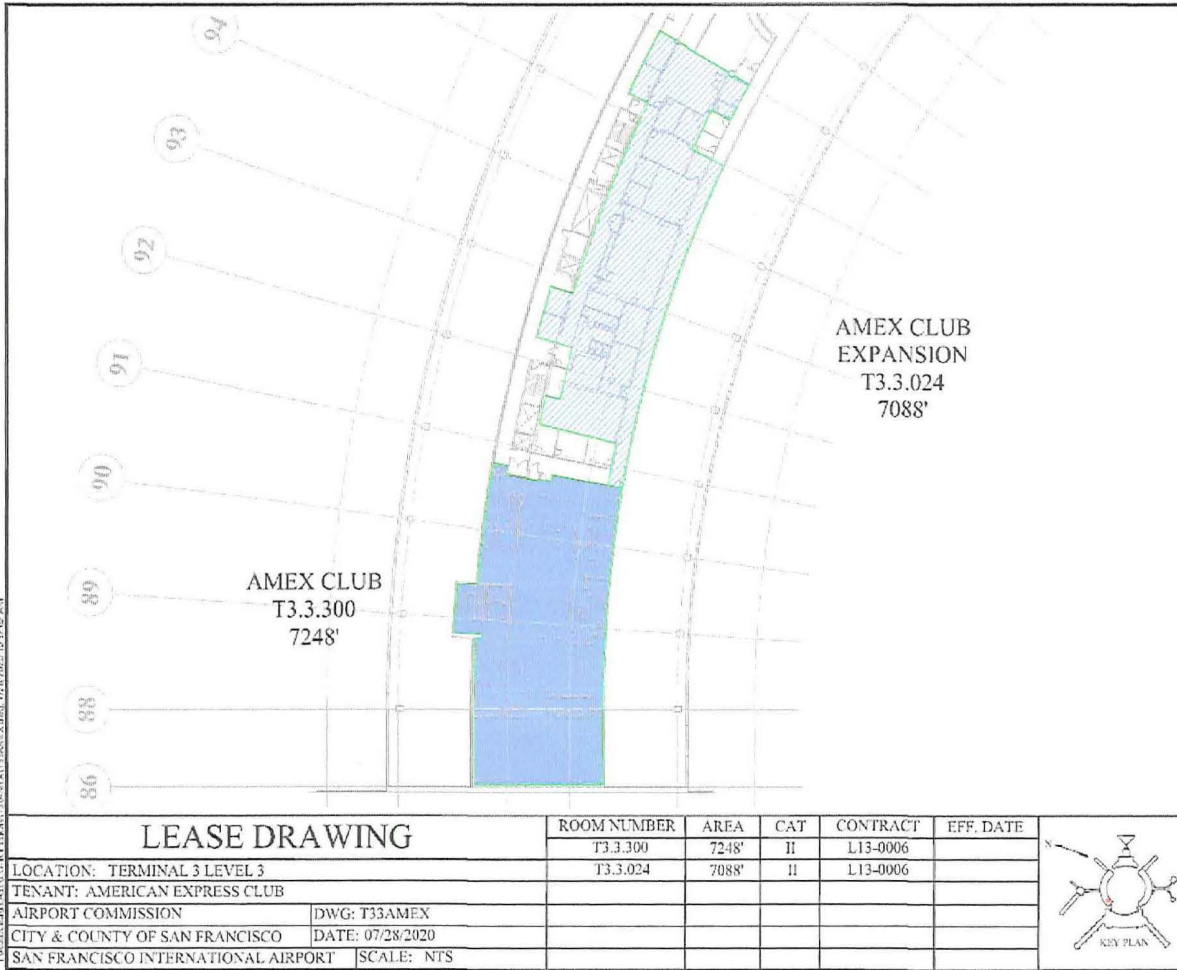 94
93
92
91
90
89
88
86
AMEX CLUB
EXPANSION
T3.3.024
7088'
AMEX CLUB
T3.3.300
7248'
LEASE DRAWING
ROOM NUMBER AREA CAT CONTRACT EFF. DATE
T3.3.300 7248' II L13-0006
LOCATION: TERMINAL 3 LEVEL 3
T3.3.024 7088' II L13-0006
TENANT: AMERICAN EXPRESS CLUB
AIRPORT COMMISSION DWG: T33AMEX
CITY & COUNTY OF SAN FRANCISCO DATE: 07/28/2020
SAN FRANCISCO INTERNATIONAL AIRPORT SCALE: NTS
N
KEY PLAN